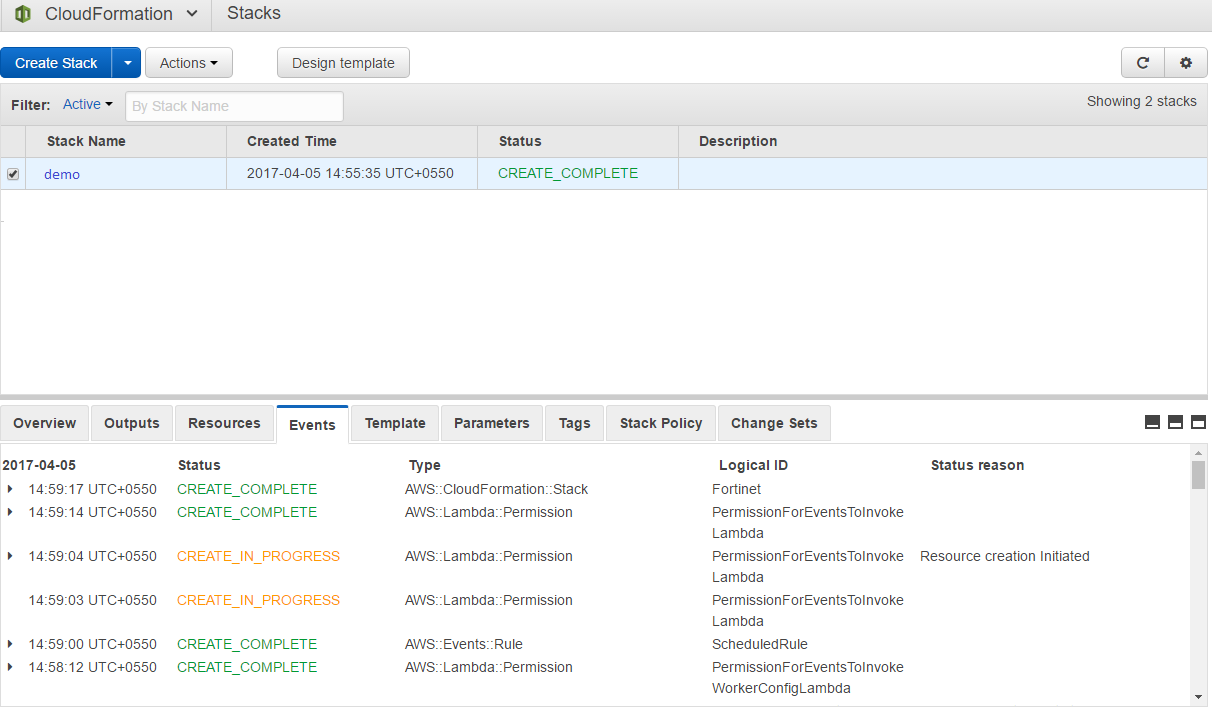 CloudFormation Stacks
Create Stack Actions Design template
Filter: Active By Stack Name Showing 2 stacks
Stack Name Created Time Status Description
demo 2017-04-05 14:55:35 UTC+0550 CREATE_COMPLETE
Overview Outputs Resources Events Template Parameters Tags Stack Policy Change Sets
2017-04-05 Status Type Logical ID Status reason
14:59:17 UTC+0550 CREATE_COMPLETE AWS::CloudFormation::Stack Fortinet
14:59:14 UTC+0550 CREATE_COMPLETE AWS::Lambda::Permission PermissionForEventsToInvoke
Lambda
14:59:04 UTC+0550 CREATE_IN_PROGRESS AWS::Lambda::Permission PermissionForEventsToInvoke Resource creation Initiated
Lambda
14:59:03 UTC+0550 CREATE_IN_PROGRESS AWS::Lambda::Permission PermissionForEventsToInvoke
Lambda
14:59:00 UTC+0550 CREATE_COMPLETE AWS::Events::Rule ScheduledRule
14:58:12 UTC+0550 CREATE_COMPLETE AWS::Lambda::Permission PermissionForEventsToInvoke
WorkerConfigLambda